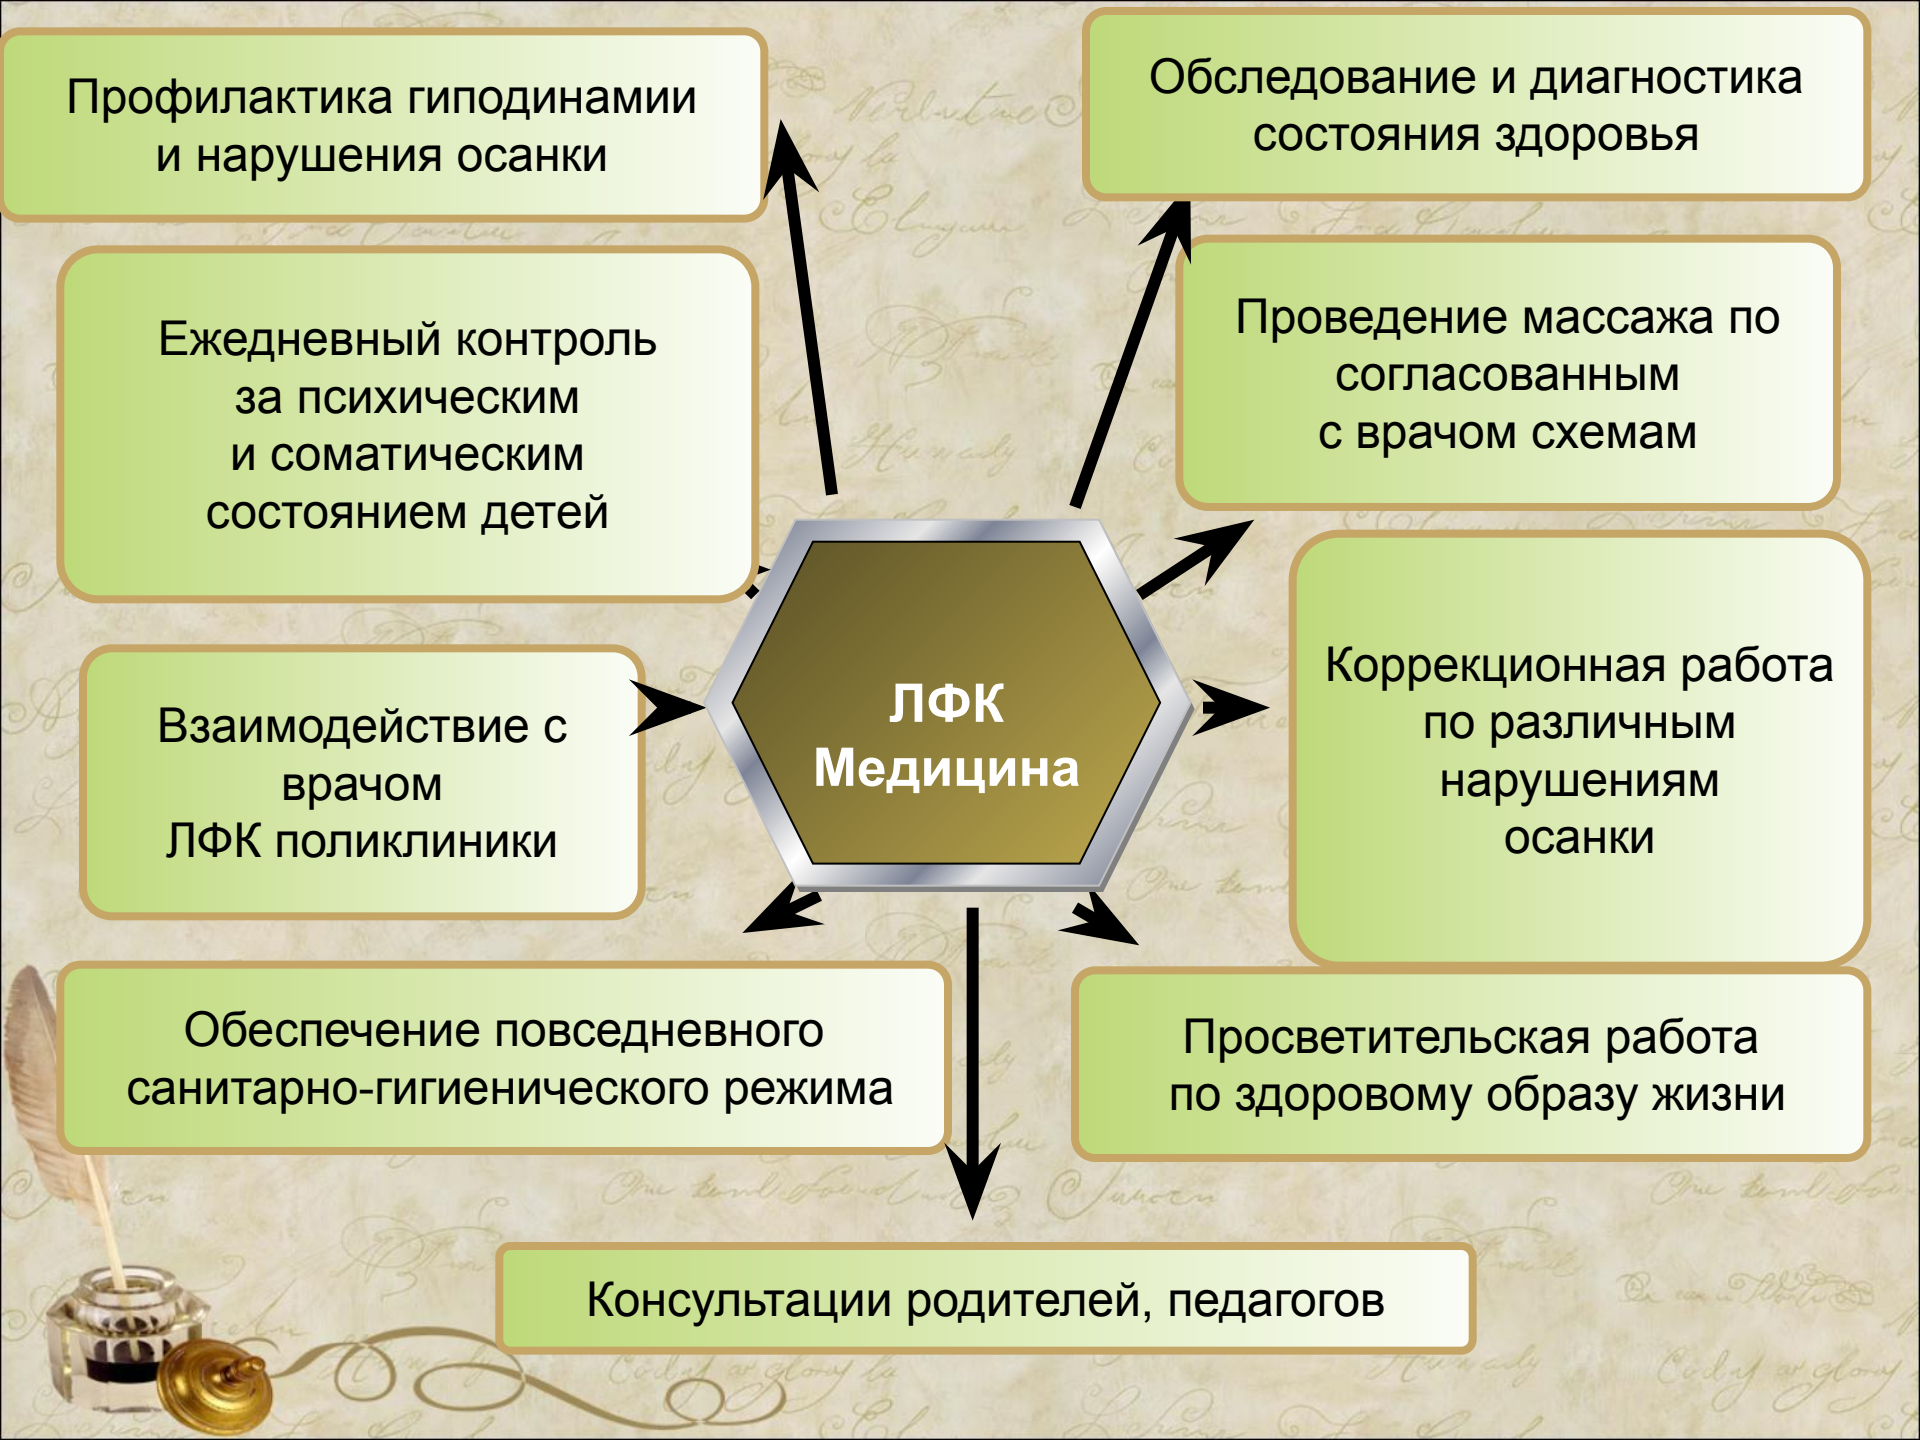 Профилактика гиподинамии
и нарушения осанки
Обследование и диагностика
состояния здоровья
Ежедневный контроль
за психическим
и соматическим
состоянием детей
Проведение массажа по
согласованным
с врачом схемам
Взаимодействие с
врачом
ЛФК поликлиники
ЛФК
Медицина
Коррекционная работа
по различным
нарушениям
осанки
Обеспечение повседневного
санитарно-гигиенического режима
Просветительская работа
по здоровому образу жизни
Консультации родителей, педагогов